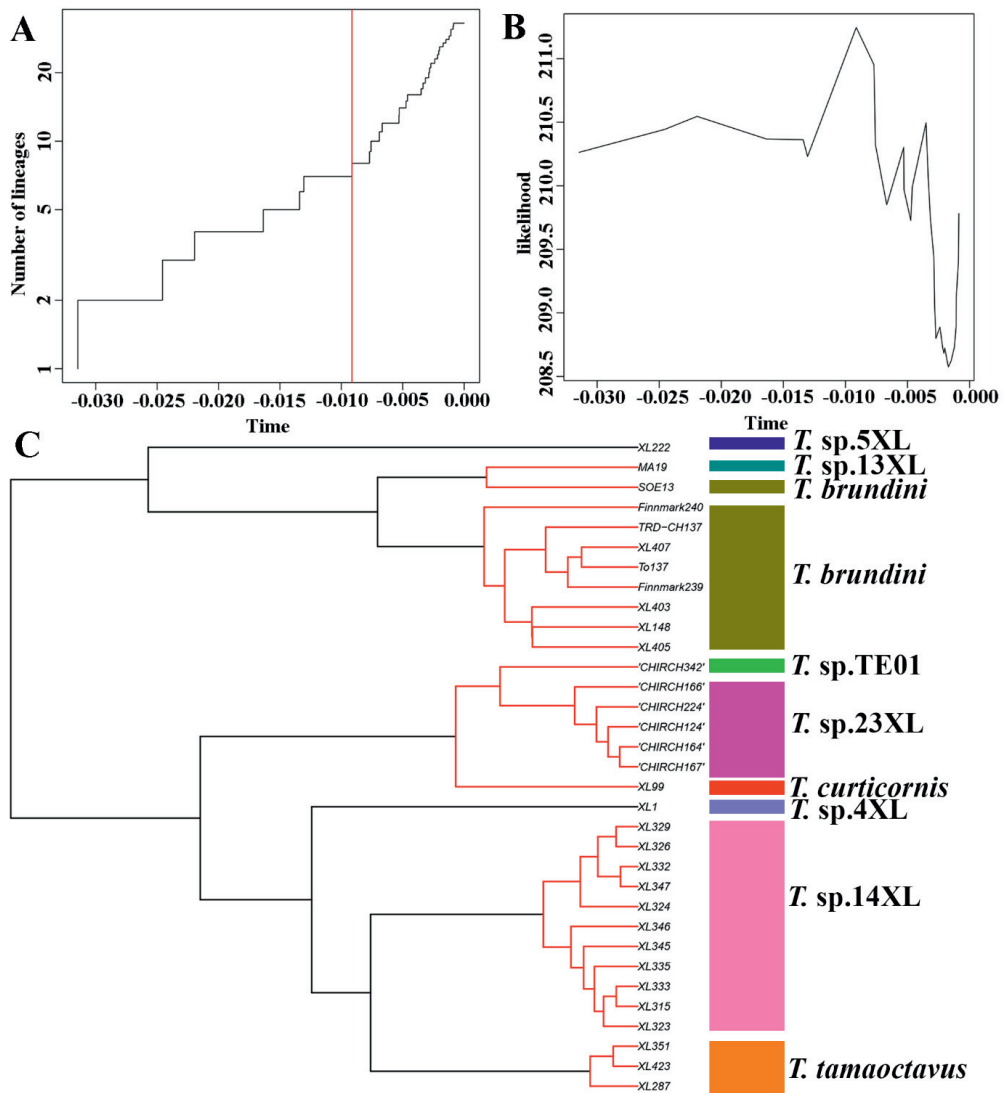 A
Number of lineages
20
10
5
2
1
-0.030 -0.025 -0.020 -0.015 -0.010 -0.005 0.000
Time
B
likelihood
211.0
210.5
210.0
209.5
209.0
208.5
-0.030 -0.025 -0.020 -0.015 -0.010 -0.005 0.000
Time
C
XL222
T. sp.5XL
MA19
T. sp.13XL
SOE13
T. brundini
Finnmark240
TRD-CH137
XL407
To137
Finnmark239
XL403
XL148
XL405
T. brundini
'CHIRCH342'
T. sp.TE01
'CHIRCH166'
'CHIRCH224'
'CHIRCH124'
'CHIRCH164'
'CHIRCH167'
T. sp.23XL
XL99
T. curticornis
XL1
T. sp.4XL
XL329
XL326
XL332
XL347
XL324
XL346
XL345
XL335
XL333
XL315
XL323
T. sp.14XL
XL351
XL423
XL287
T. tamaoctavus